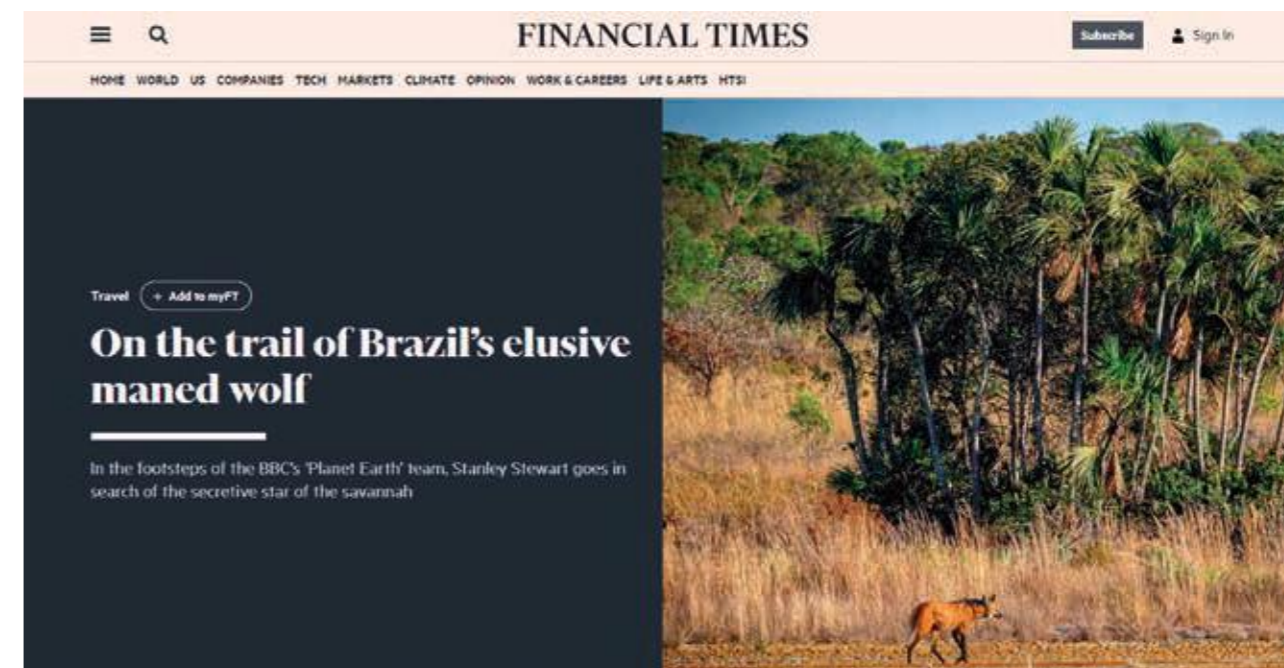 FINANCIAL TIMES
Subscribe
Sign In
HOME WORLD US COMPANIES TECH MARKETS CLIMATE OPINION WORK & CAREERS LIFE & ARTS HTSI
Travel + Add to myFT
On the trail of Brazil's elusive
maned wolf
In the footsteps of the BBC's 'Planet Earth' team, Stanley Stewart goes in
search of the secretive star of the savannah